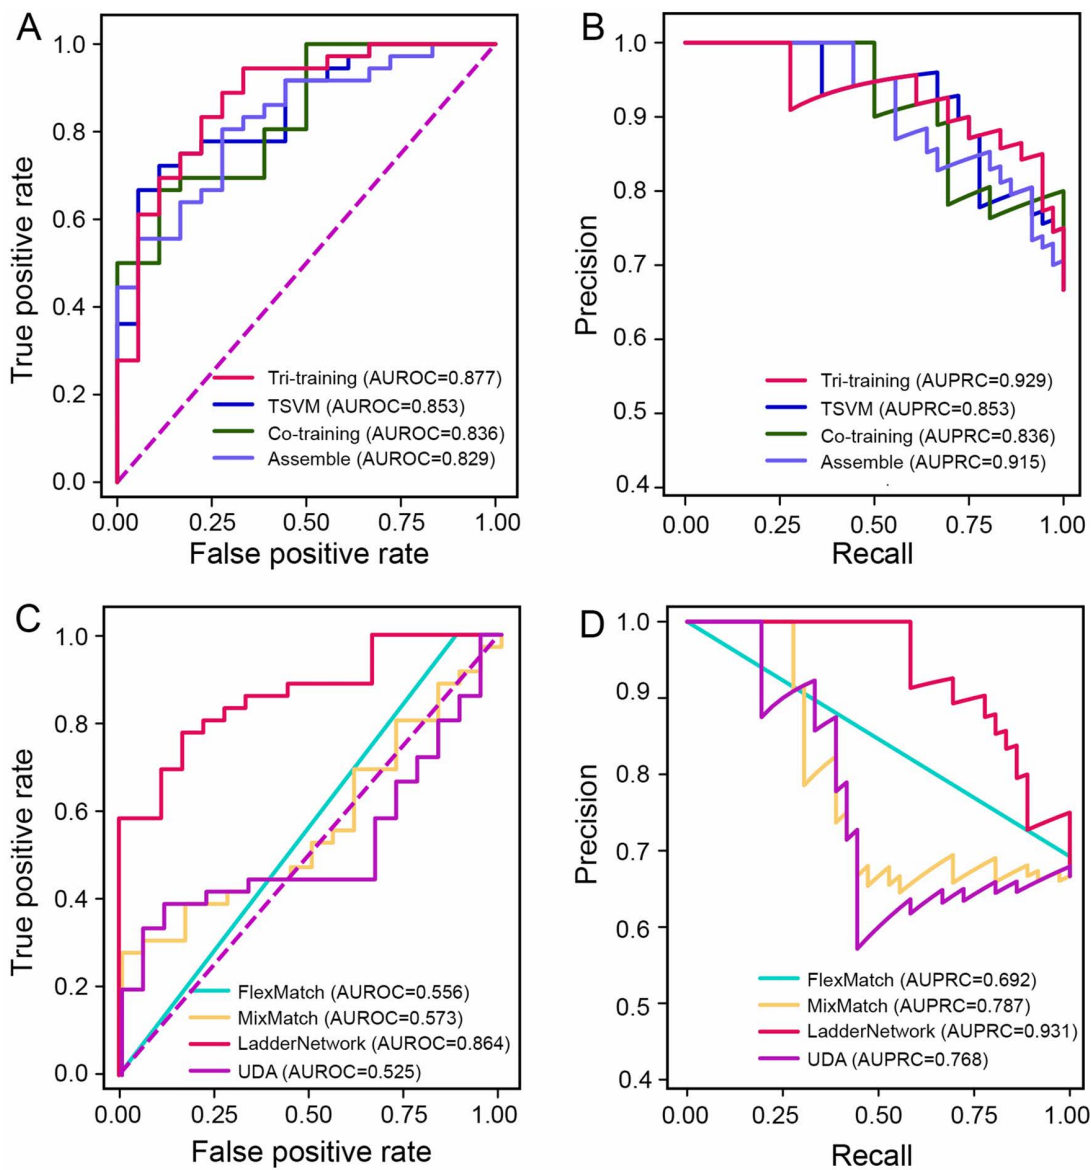 A
True positive rate
1.0
0.8
0.6
0.4
0.2
0.0
Tri-training (AUROC=0.877)
TSVM (AUROC=0.853)
Co-training (AUROC=0.836)
Assemble (AUROC=0.829)
0.00 0.25 0.50 0.75 1.00
False positive rate
B
Precision
1.0
0.9
0.8
0.7
0.6
0.5
0.4
Tri-training (AUPRC=0.929)
TSVM (AUPRC=0.853)
Co-training (AUPRC=0.836)
Assemble (AUPRC=0.915)
0.00 0.25 0.50 0.75 1.00
Recall
C
True positive rate
1.0
0.8
0.6
0.4
0.2
0.0
FlexMatch (AUROC=0.556)
MixMatch (AUROC=0.573)
LadderNetwork (AUROC=0.864)
UDA (AUROC=0.525)
0.00 0.25 0.50 0.75 1.00
False positive rate
D
Precision
1.0
0.9
0.8
0.7
0.6
0.5
0.4
FlexMatch (AUPRC=0.692)
MixMatch (AUPRC=0.787)
LadderNetwork (AUPRC=0.931)
UDA (AUPRC=0.768)
0.00 0.25 0.50 0.75 1.00
Recall